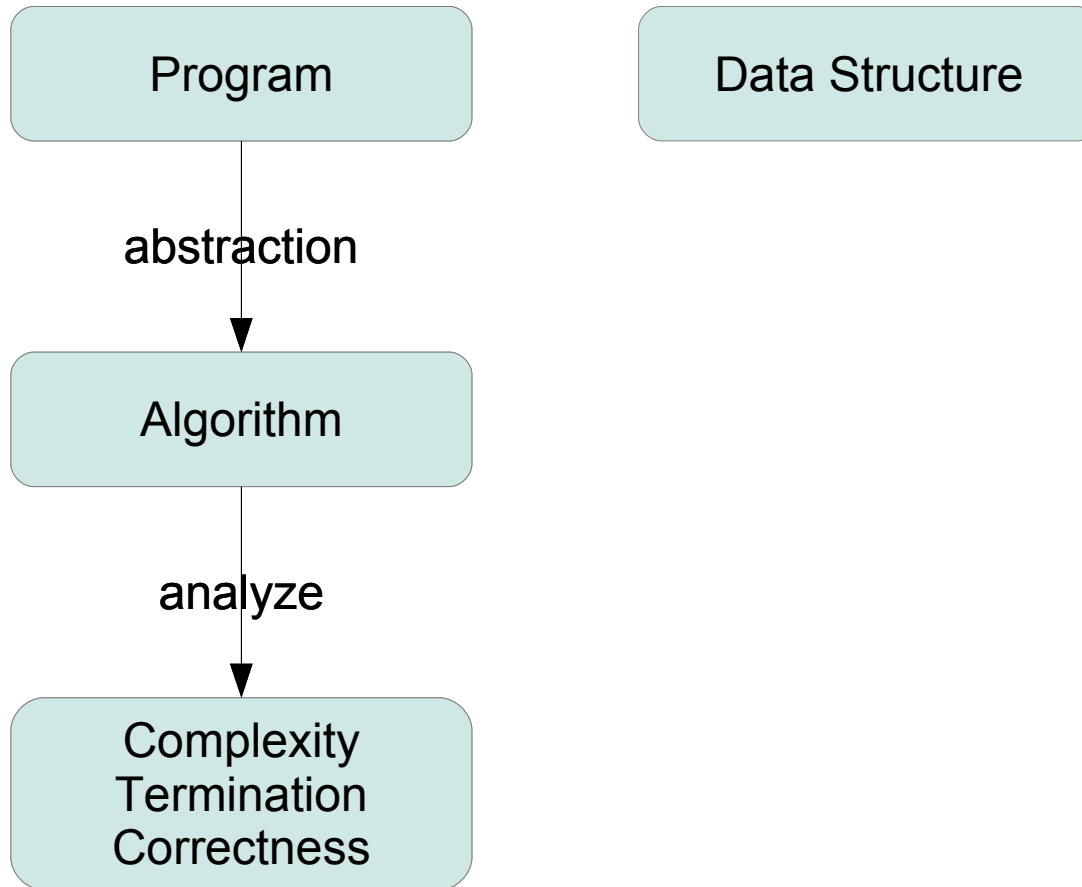 Program
Data Structure
abstraction
Algorithm
analyze
Complexity
Termination
Correctness